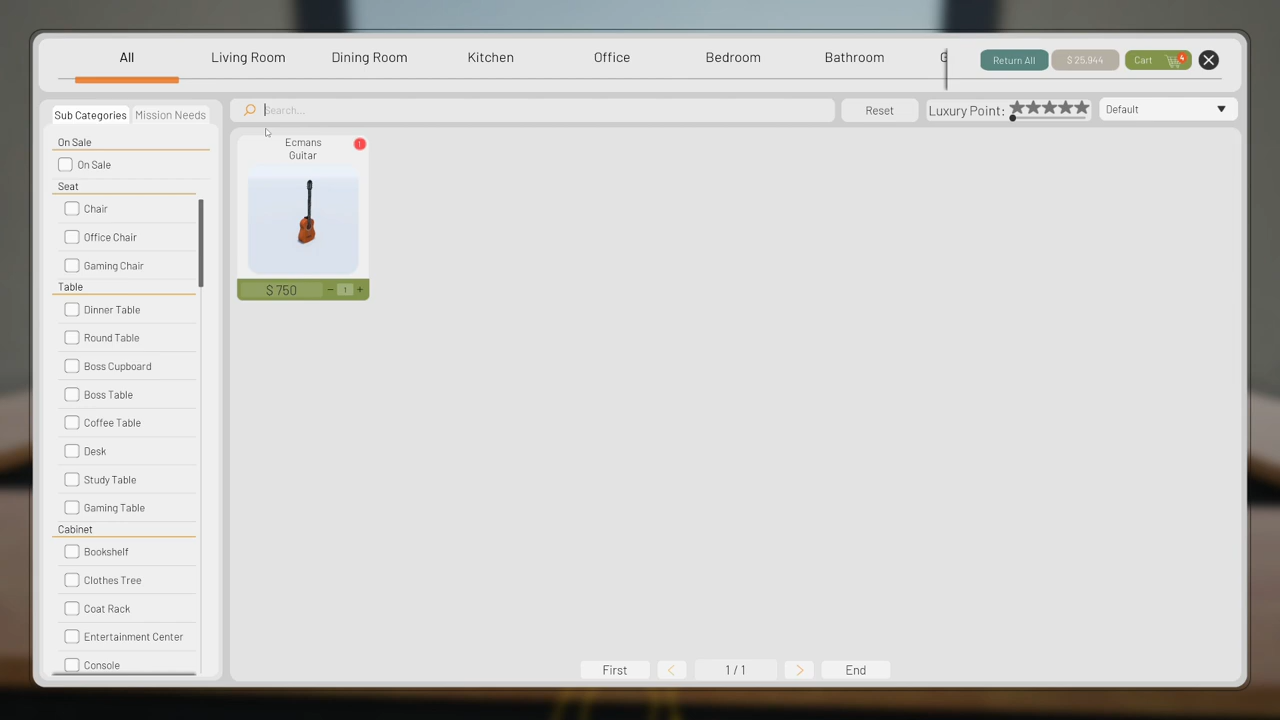 All
Living Room
Dining Room
Kitchen
Office
Bedroom
Bathroom
Return All
$ 25,944
Cart
4
Sub Categories
Mission Needs
Search...
Reset
Luxury Point:
Default
On Sale
On Sale
Seat
Chair
Office Chair
Gaming Chair
Table
Dinner Table
Round Table
Boss Cupboard
Boss Table
Coffee Table
Desk
Study Table
Gaming Table
Cabinet
Bookshelf
Clothes Tree
Coat Rack
Entertainment Center
Console
Ecmans
Guitar
1
$ 750
− 1 +
First
<
1 / 1
>
End